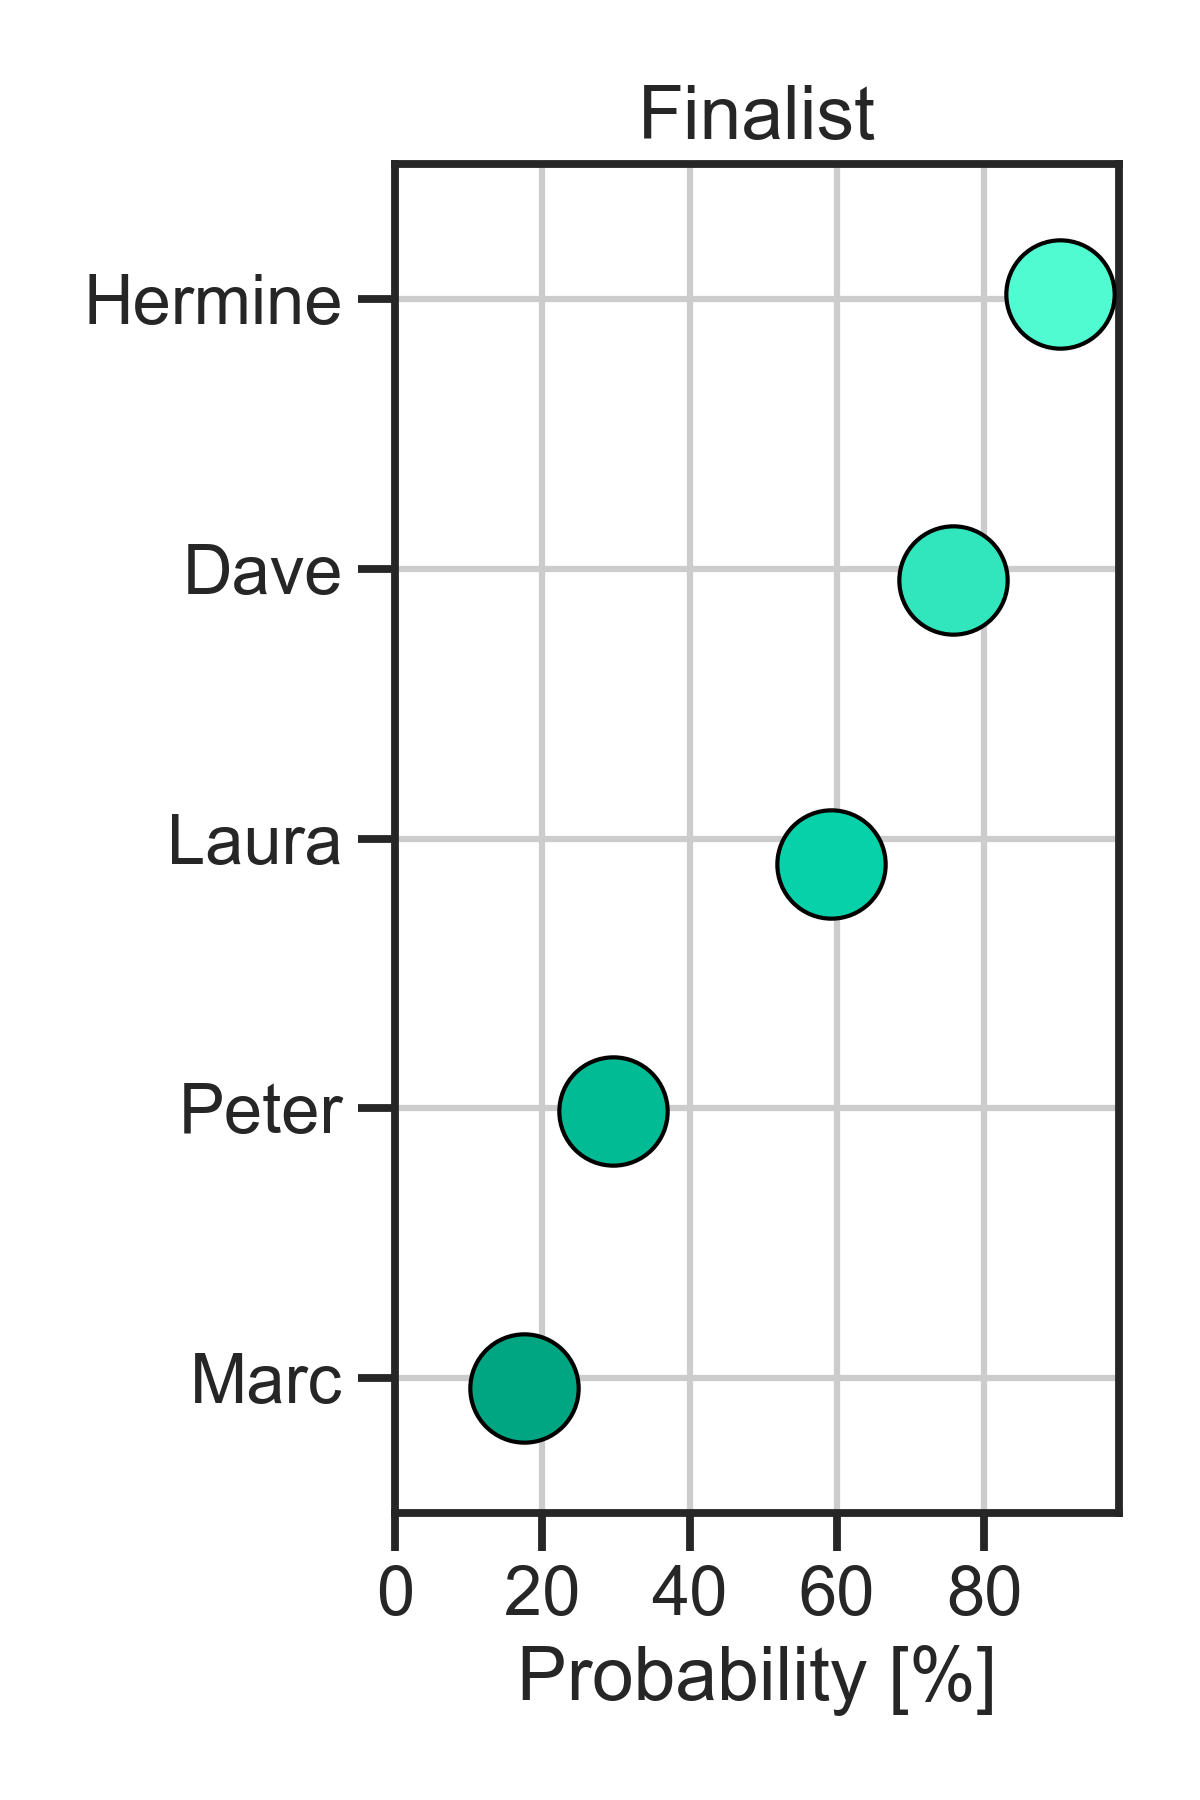 Finalist
Hermine
Dave
Laura
Peter
Marc
0 20 40 60 80
Probability [%]